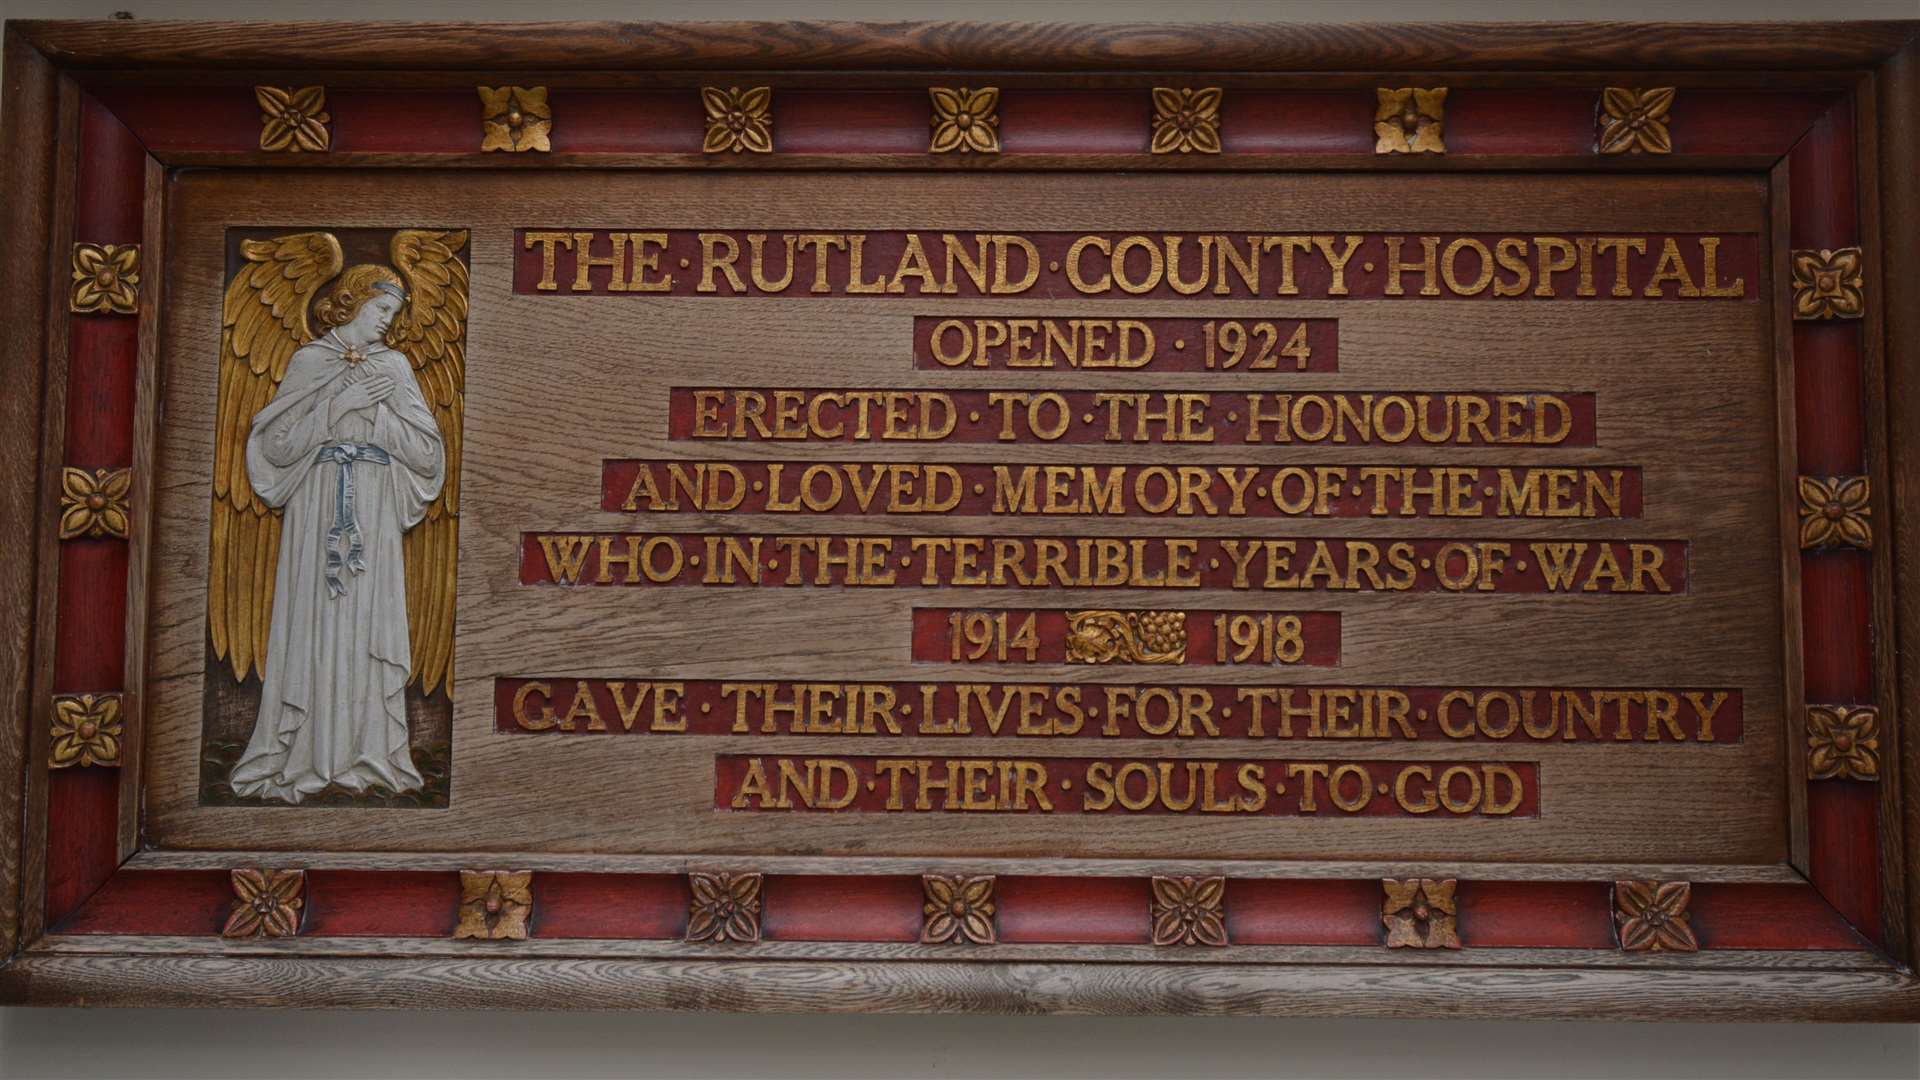 THE·RUTLAND·COUNTY·HOSPITAL
OPENED·1924
ERECTED·TO·THE·HONOURED
AND·LOVED·MEMORY·OF·THE·MEN
WHO·IN·THE·TERRIBLE·YEARS·OF·WAR
1914 1918
GAVE·THEIR·LIVES·FOR·THEIR·COUNTRY
AND·THEIR·SOULS·TO·GOD